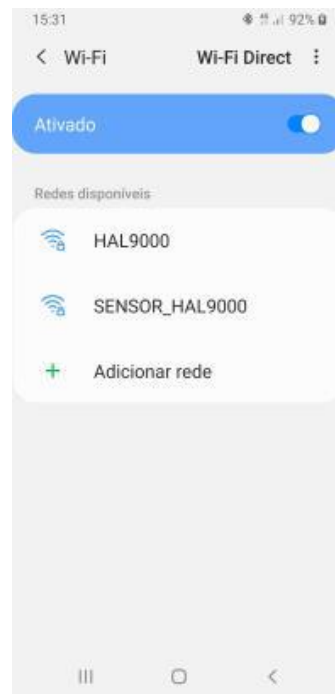 15:31 92%
Wi-Fi Wi-Fi Direct
Ativado
Redes disponíveis
HAL9000
SENSOR_HAL9000
+ Adicionar rede